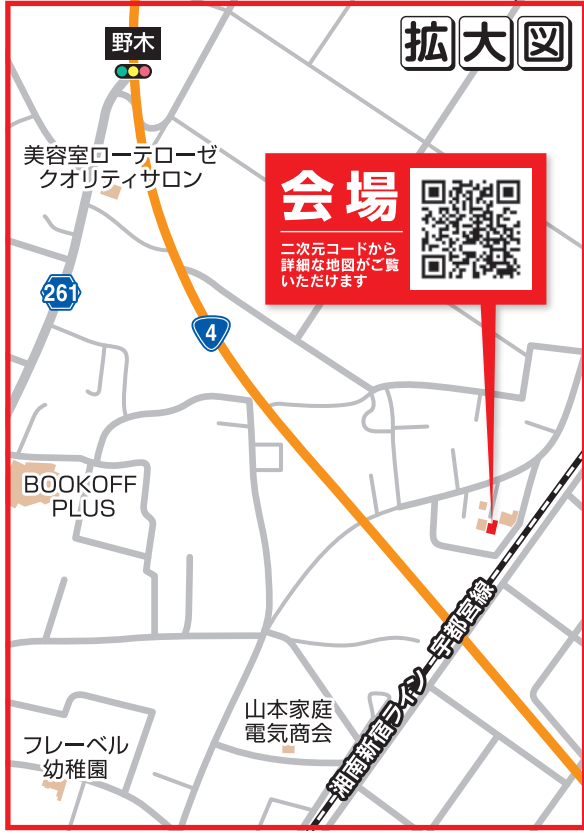 拡大図
野木
美容室ローテローゼ
クオリティサロン
会場
二次元コードから
詳細な地図がご覧
いただけます
261
4
BOOKOFF
PLUS
湘南新宿ライン 宇都宮線
山本家庭
電気商会
フレーベル
幼稚園